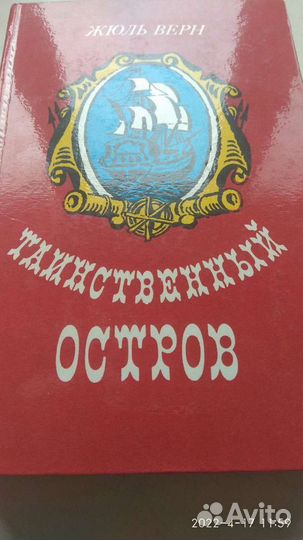 ЖЮЛЬ ВЕРН
ТАИНСТВЕННЫЙ
ОСТРОВ
2022-4-17 11:59
Avito